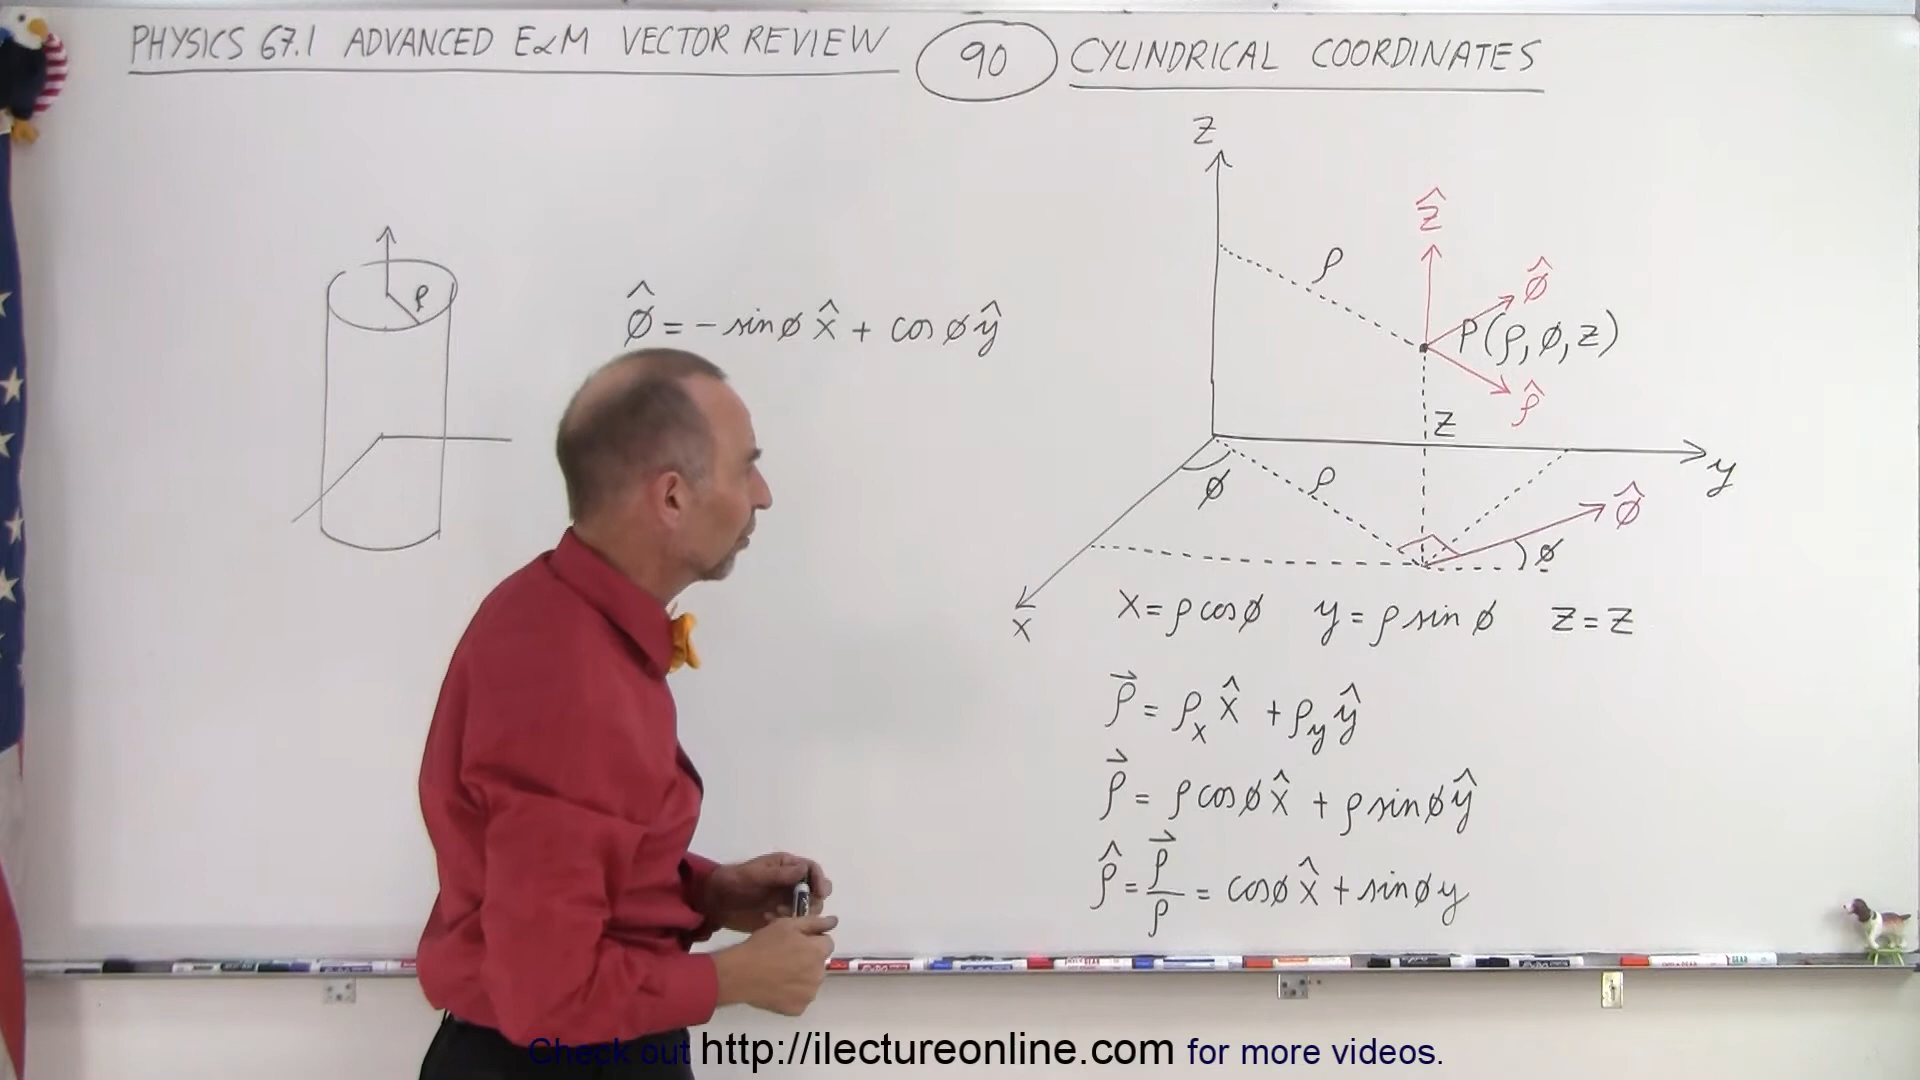 PHYSICS 67.1 ADVANCED E&M VECTOR REVIEW 90 CYLINDRICAL COORDINATES
z
ẑ
ρ
ϕ̂
P(ρ, ϕ, z)
ρ̂
ρ
ϕ̂ = - sin ϕ x̂ + cos ϕ ŷ
z
y
ϕ
ρ
ϕ̂
ϕ
x
x = ρ cos ϕ y = ρ sin ϕ z = z
ρ⃗ = ρₓ x̂ + ρ_y ŷ
ρ⃗ = ρ cos ϕ x̂ + ρ sin ϕ ŷ
ρ̂ = ρ⃗/ρ = cos ϕ x̂ + sin ϕ y
Check out http://ilectureonline.com for more videos.